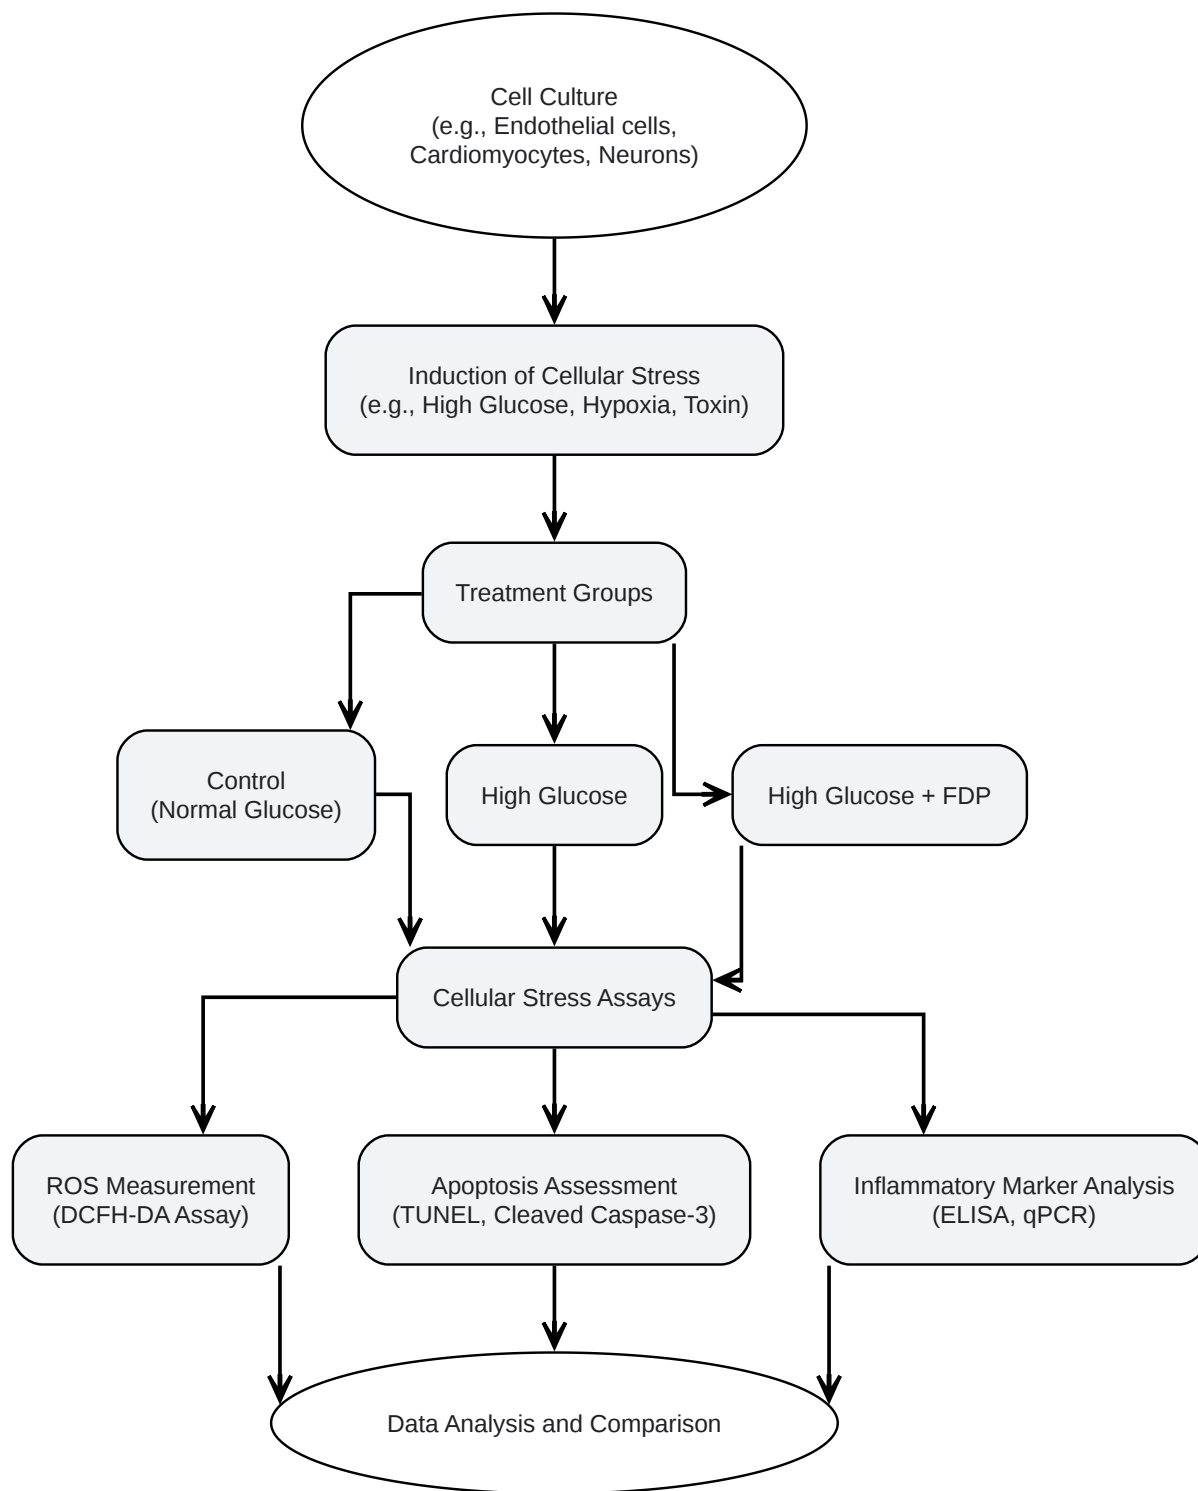 Cell Culture
(e.g., Endothelial cells,
Cardiomyocytes, Neurons)
Induction of Cellular Stress
(e.g., High Glucose, Hypoxia, Toxin)
Treatment Groups
Control
(Normal Glucose)
High Glucose
High Glucose + FDP
Cellular Stress Assays
ROS Measurement
(DCFH-DA Assay)
Apoptosis Assessment
(TUNEL, Cleaved Caspase-3)
Inflammatory Marker Analysis
(ELISA, qPCR)
Data Analysis and Comparison